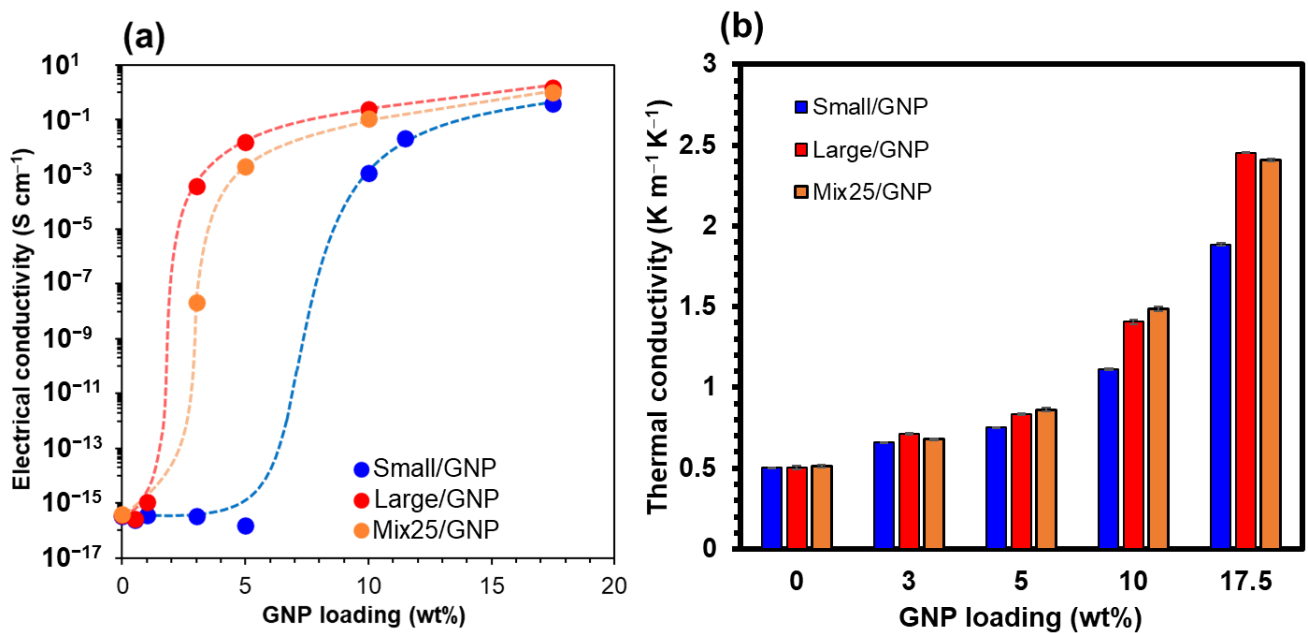 (a)
Electrical conductivity (S cm⁻¹)
10¹
10⁻¹
10⁻³
10⁻⁵
10⁻⁷
10⁻⁹
10⁻¹¹
10⁻¹³
10⁻¹⁵
10⁻¹⁷
Small/GNP
Large/GNP
Mix25/GNP
0 5 10 15 20
GNP loading (wt%)
(b)
Thermal conductivity (K m⁻¹ K⁻¹)
3
2.5
2
1.5
1
0.5
0
Small/GNP
Large/GNP
Mix25/GNP
0 3 5 10 17.5
GNP loading (wt%)